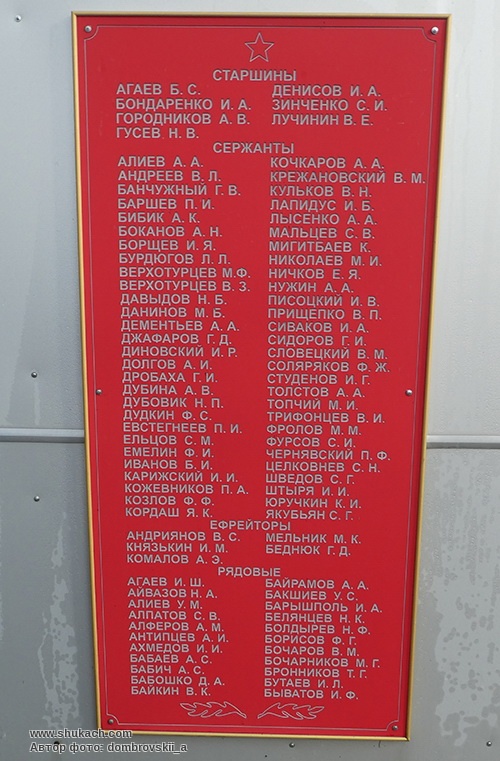 СТАРШИНЫ
АГАЕВ Б. С.
БОНДАРЕНКО И. А.
ГОРОДНИКОВ А. В.
ГУСЕВ Н. В.
ДЕНИСОВ И. А.
ЗИНЧЕНКО С. И.
ЛУЧИНИН В. Е.
СЕРЖАНТЫ
АЛИЕВ А. А.
АНДРЕЕВ В. Л.
БАНЧУЖНЫЙ Г. В.
БАРШЕВ П. И.
БИБИК А. К.
БОКАНОВ А. Н.
БОРЩЕВ И. Я.
БУРДЮГОВ Л. Л.
ВЕРХОТУРЦЕВ М.Ф.
ВЕРХОТУРЦЕВ В. З.
ДАВЫДОВ Н. Б.
ДАНИНОВ М. Б.
ДЕМЕНТЬЕВ А. А.
ДЖАФАРОВ Г. Д.
ДИНОВСКИЙ И. Р.
ДОЛГОВ А. И.
ДРОБАХА Г. И.
ДУБИНА А. В.
ДУБОВИК Н. П.
ДУДКИН Ф. С.
ЕВСТЕГНЕЕВ П. И.
ЕЛЬЦОВ С. М.
ЕМЕЛИН Ф. И.
ИВАНОВ Б. И.
КАРИЖСКИЙ И. И.
КОЖЕВНИКОВ П. А.
КОЗЛОВ Ф. Ф.
КОРДАШ Я. К.
КОЧКАРОВ А. А.
КРЕЖАНОВСКИЙ В. М.
КУЛЬКОВ В. Н.
ЛАПИДУС И. Б.
ЛЫСЕНКО А. А.
МАЛЬЦЕВ С. В.
МИГИТБАЕВ К.
НИКОЛАЕВ М. И.
НИЧКОВ Е. Я.
НУЖИН А. А.
ПИСОЦКИЙ И. В.
ПРИЩЕПКО В. П.
СИВАКОВ И. А.
СИДОРОВ Г. И.
СЛОВЕЦКИЙ В. М.
СОЛЯРЯКОВ Ф. Ж.
СТУДЕНОВ И. Г.
ТОЛСТОВ А. А.
ТОПЧИЙ М. И.
ТРИФОНЦЕВ В. И.
ФРОЛОВ М. М.
ФУРСОВ С. И.
ЧЕРНЯВСКИЙ П. Ф.
ЦЕЛКОВНЕВ С. Н.
ШВЕДОВ С. Г.
ШТЫРЯ И. И.
ЮРУЧКИН К. И.
ЯКУБЬЯН С. Г.
ЕФРЕЙТОРЫ
АНДРИЯНОВ В. С.
КНЯЗЬКИН И. М.
КОМАЛОВ А. Э.
МЕЛЬНИК М. К.
БЕДНЮК Г. Д.
РЯДОВЫЕ
АГАЕВ И. Ш.
АЙВАЗОВ Н. А.
АЛИЕВ У. М.
АЛПАТОВ С. В.
АЛФЕРОВ А. М.
АНТИПЦЕВ А. И.
АХМЕДОВ И. И.
БАБАЕВ А. С.
БАБИЧ А. С.
БАБОШКО Д. А.
БАЙКИН В. К.
БАЙРАМОВ А. А.
БАКШИЕВ У. С.
БАРЫШПОЛЬ И. А.
БЕЛЯНЦЕВ Н. К.
БОЛДЫРЕВ Н. Ф.
БОРИСОВ Ф. Г.
БОЧАРОВ В. М.
БОЧАРНИКОВ М. Г.
БРОННИКОВ Т. Г.
БУТАЕВ И. Л.
БЫВАТОВ И. Ф.
www.shukach.com
Автор фото: dombrovskii_a